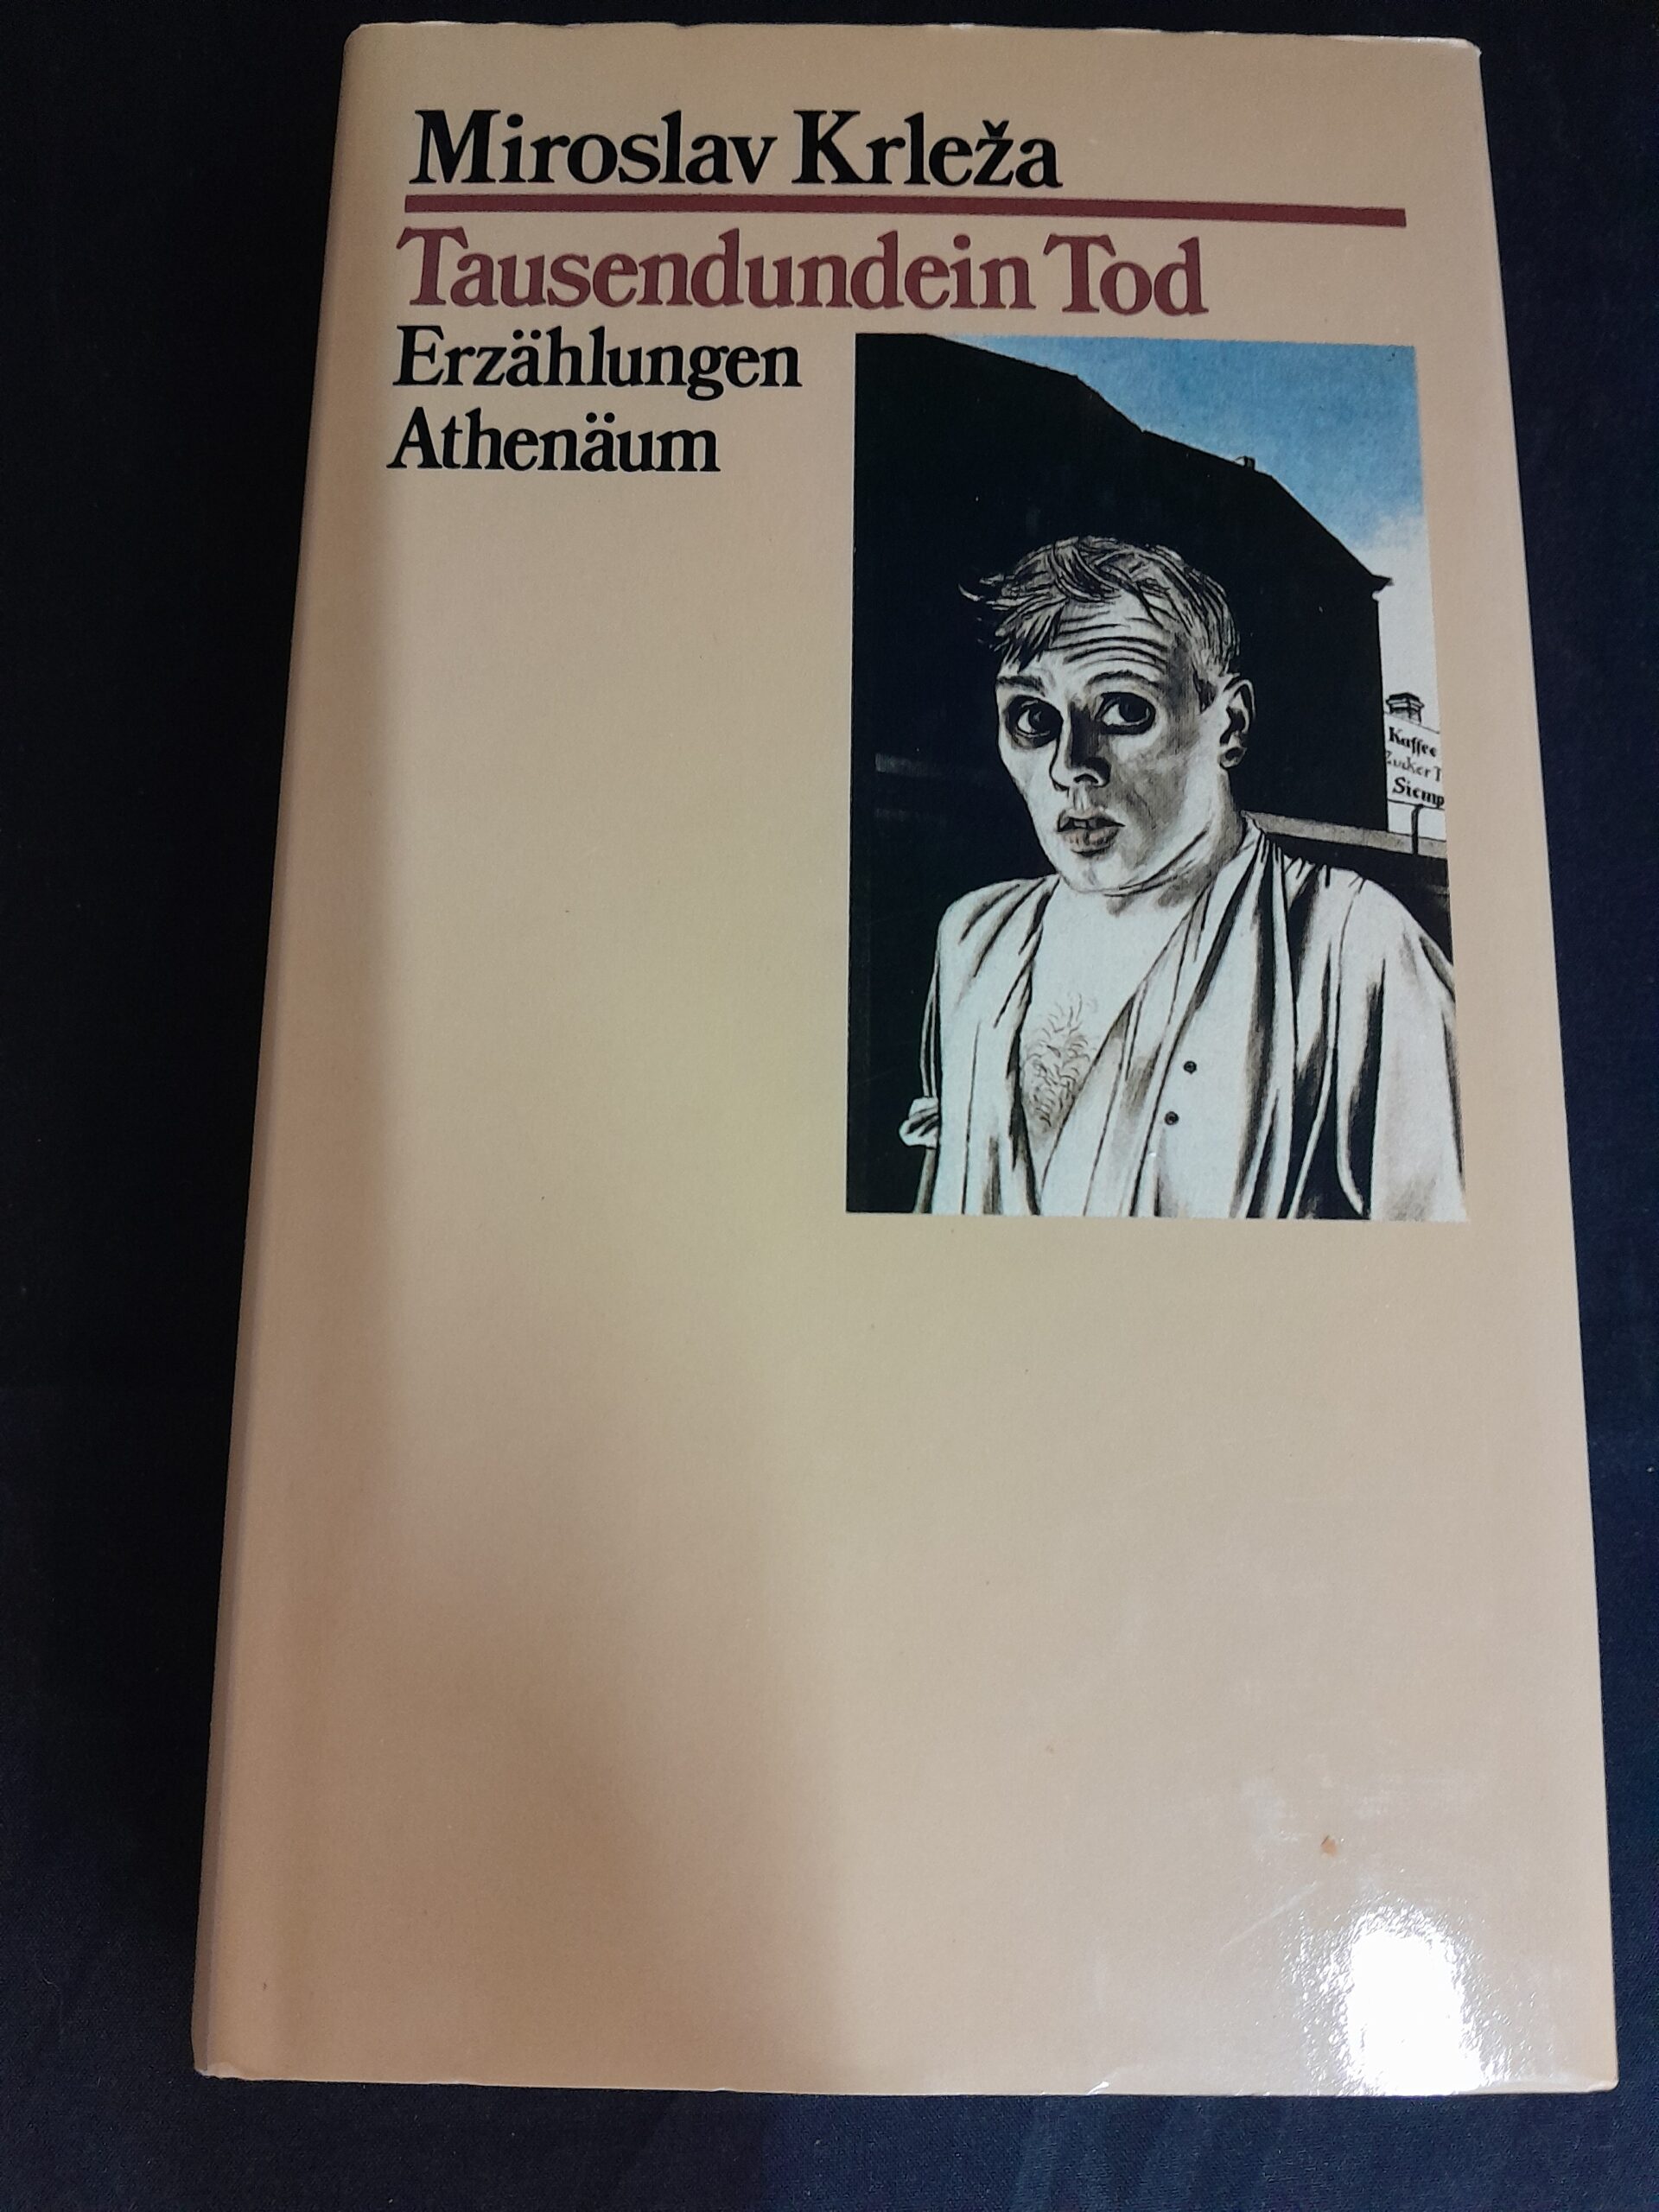 Miroslav Krleža
Tausendundein Tod
Erzählungen
Athenäum
Kaffee
Zucker T
Siemp